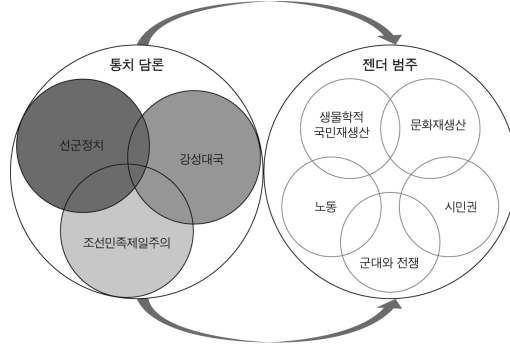 통치 담론
선군정치
강성대국
조선민족제일주의
젠더 범주
생물학적
국민재생산
문화재생산
노동
시민권
군대와 전쟁